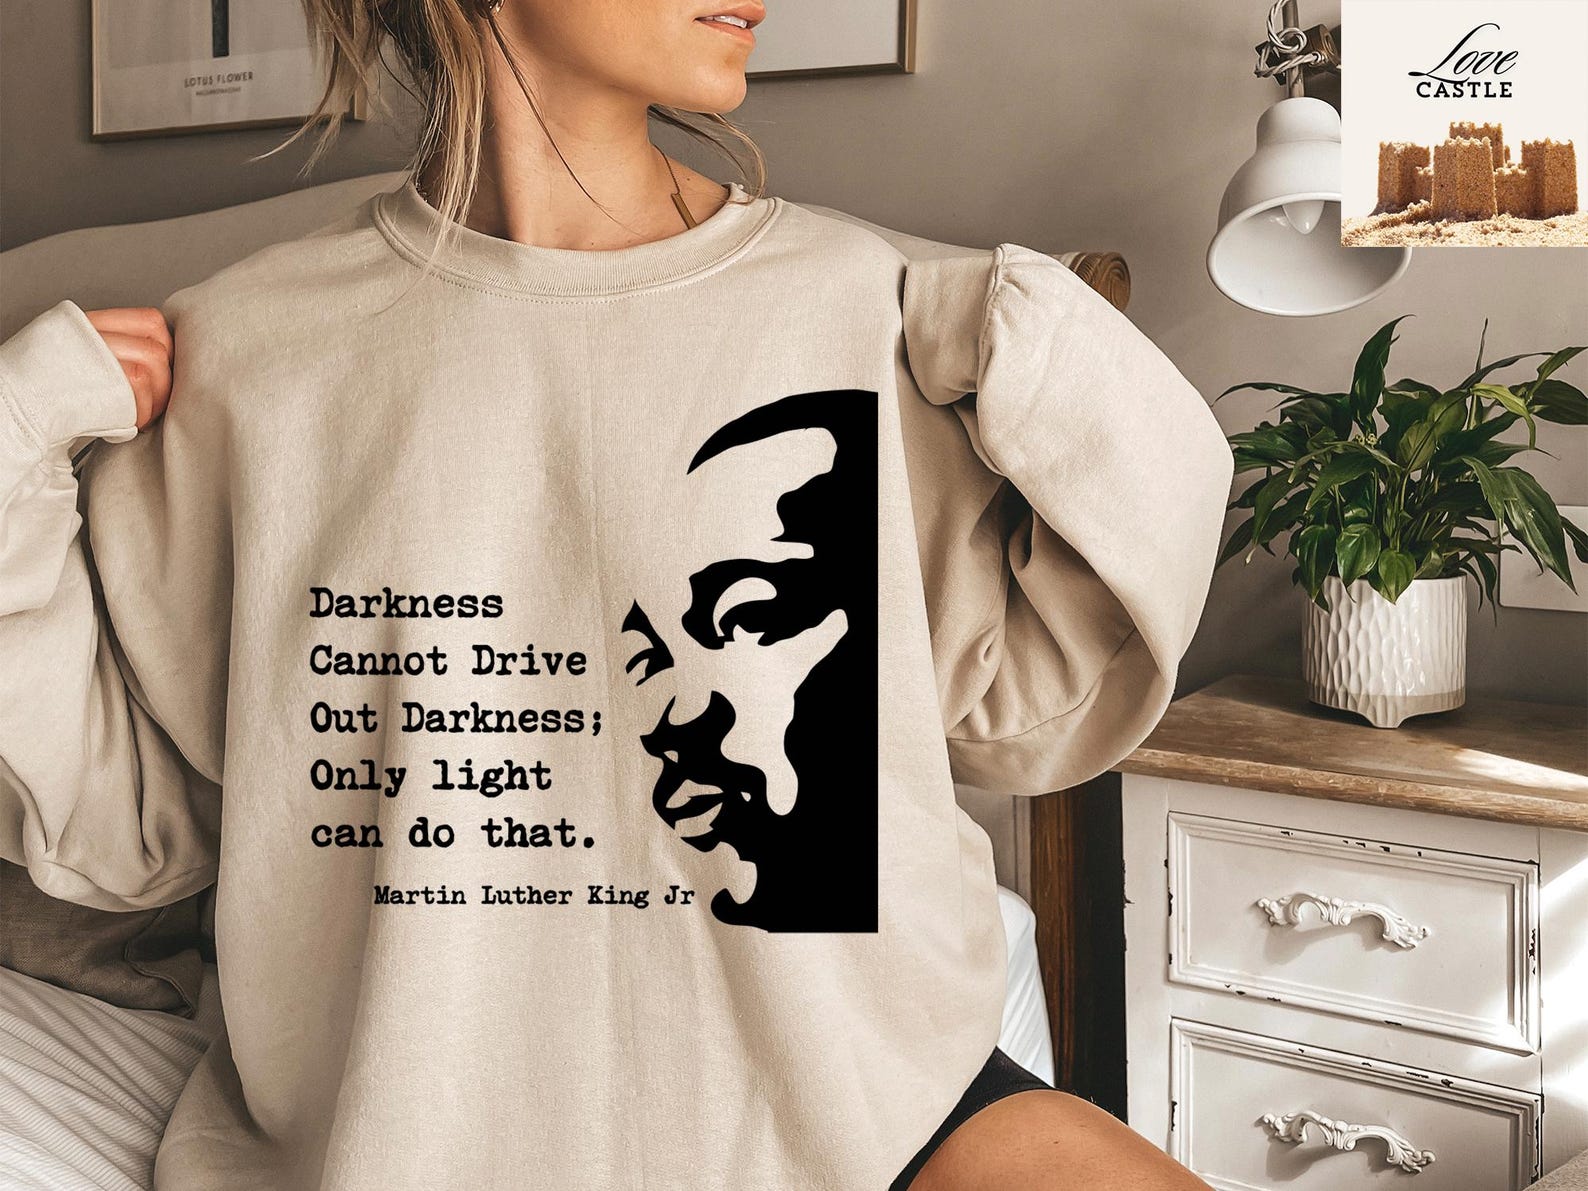 LOTUS FLOWER
Love
CASTLE
Darkness
Cannot Drive
Out Darkness;
Only light
can do that.
Martin Luther King Jr